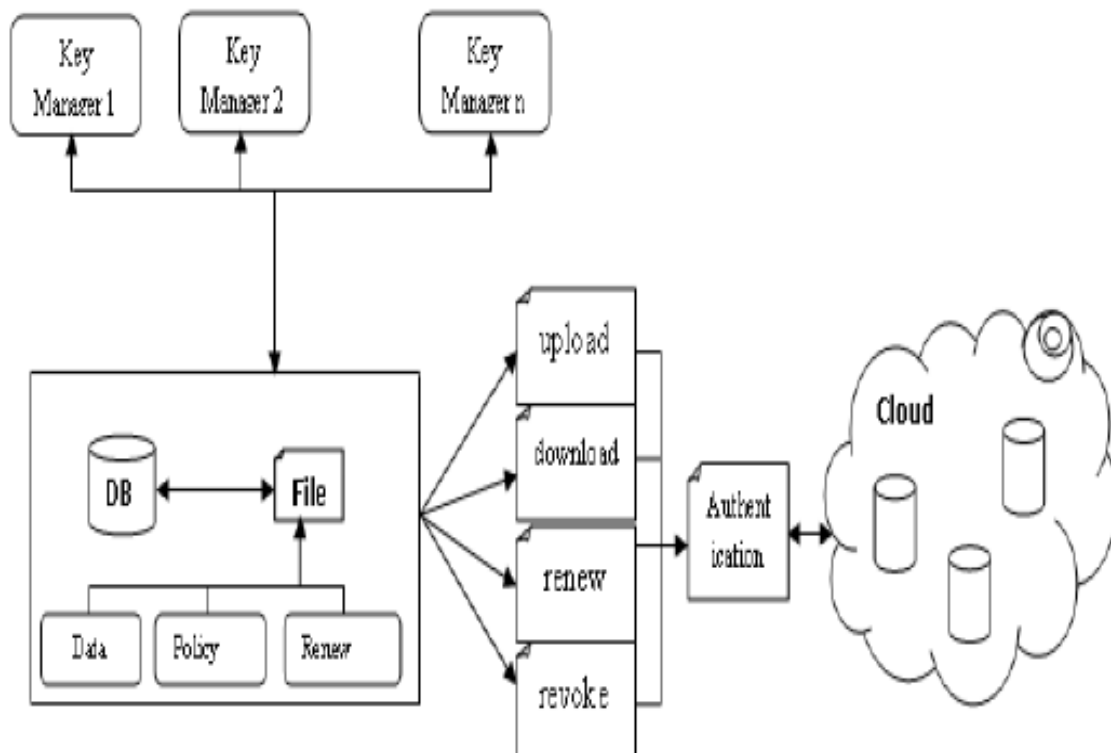 Key
Manager 1
Key
Manager 2
Key
Manager n
upload
download
renew
revoke
DB
File
Data
Policy
Renew
Authent
ication
Cloud